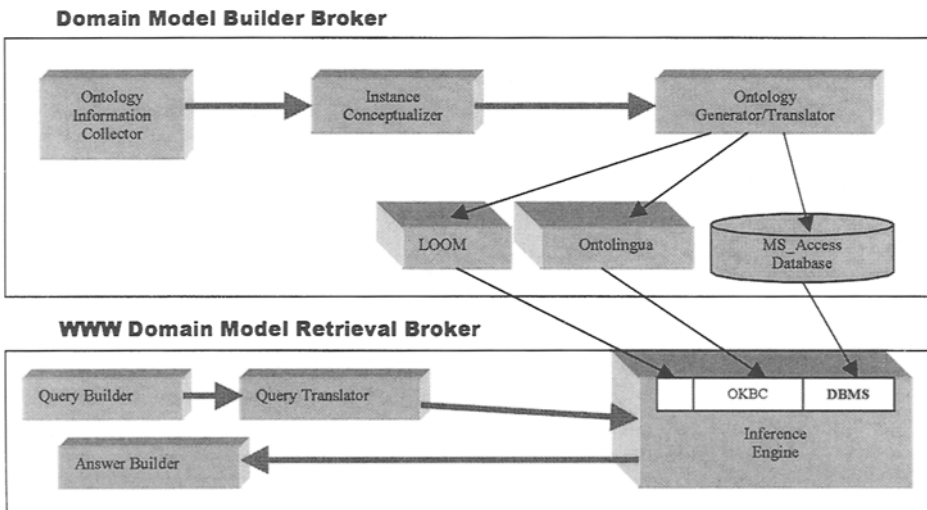 Domain Model Builder Broker
Ontology
Information
Collector
Instance
Conceptualizer
Ontology
Generator/Translator
LOOM
Ontolingua
MS_Access
Database
WWW Domain Model Retrieval Broker
Query Builder
Query Translator
OKBC
DBMS
Inference
Engine
Answer Builder